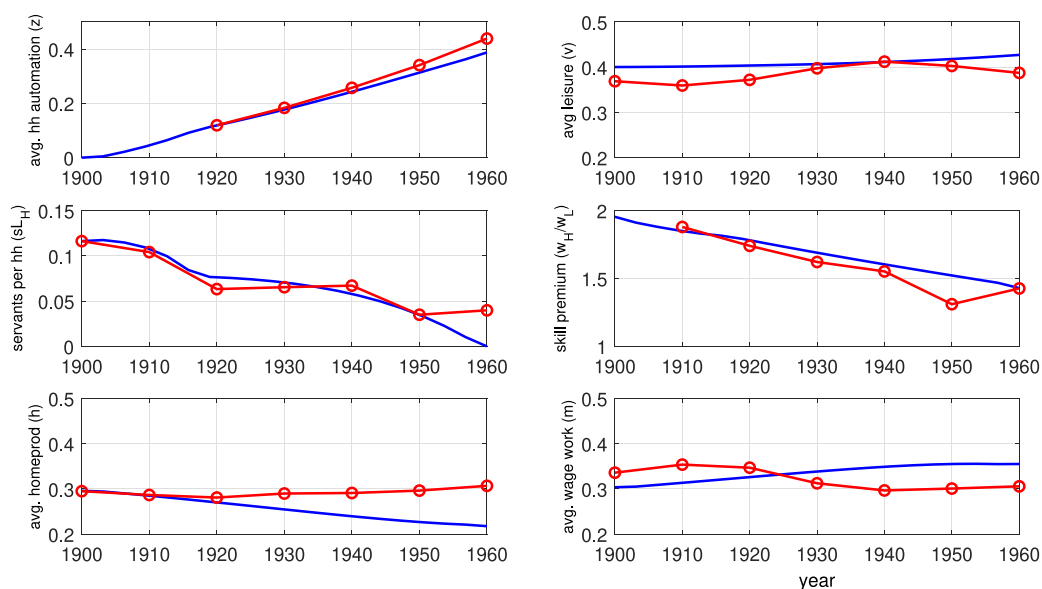 avg. hh automation (z)
0.4
0.2
0
1900 1910 1920 1930 1940 1950 1960
avg leisure (v)
0.5
0.4
0.3
0.2
1900 1910 1920 1930 1940 1950 1960
servants per hh (sL_H)
0.15
0.1
0.05
0
1900 1910 1920 1930 1940 1950 1960
skill premium (w_H/w_L)
2
1.5
1
1900 1910 1920 1930 1940 1950 1960
avg. homeprod (h)
0.5
0.4
0.3
0.2
1900 1910 1920 1930 1940 1950 1960
avg. wage work (m)
0.5
0.4
0.3
0.2
1900 1910 1920 1930 1940 1950 1960
year